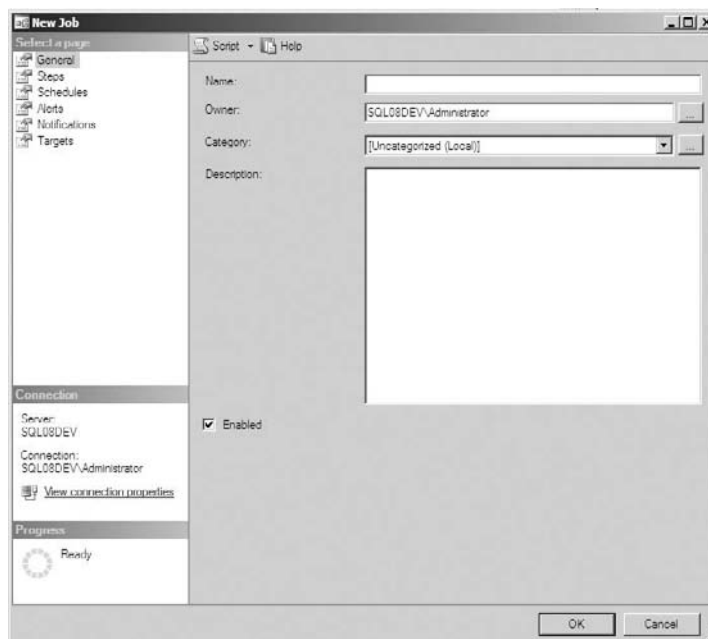 New Job
Select a page
General
Steps
Schedules
Alerts
Notifications
Targets
Script
Help
Name:
Owner:
SQL08DEV\Administrator
...
Category:
[Uncategorized (Local)]
...
Description:
Enabled
Connection
Server:
SQL08DEV
Connection:
SQL08DEV\Administrator
View connection properties
Progress
Ready
OK
Cancel